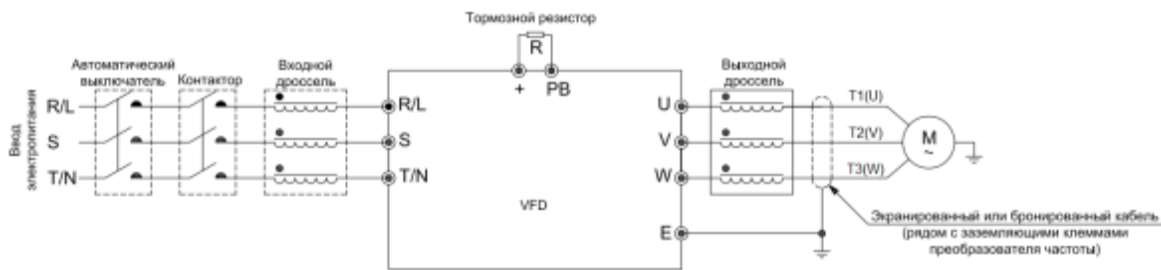 Тормозной резистор
R
+ PB
Автоматический
выключатель
Контактор
Входной
дроссель
Выходной
дроссель
Ввод
электропитания
R/L
S
T/N
R/L
S
T/N
VFD
U
V
W
E
T1(U)
T2(V)
T3(W)
M
~
Экранированный или бронированный кабель
(рядом с заземляющими клеммами
преобразователя частоты)